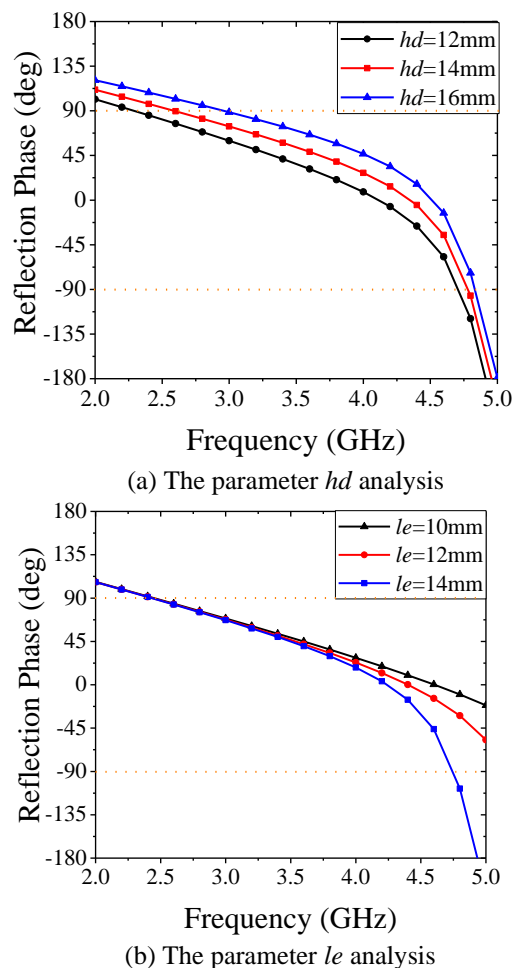 180
135
90
45
0
-45
-90
-135
-180
Reflection Phase (deg)
hd=12mm
hd=14mm
hd=16mm
2.0 2.5 3.0 3.5 4.0 4.5 5.0
Frequency (GHz)
(a) The parameter hd analysis
180
135
90
45
0
-45
-90
-135
-180
Reflection Phase (deg)
le=10mm
le=12mm
le=14mm
2.0 2.5 3.0 3.5 4.0 4.5 5.0
Frequency (GHz)
(b) The parameter le analysis